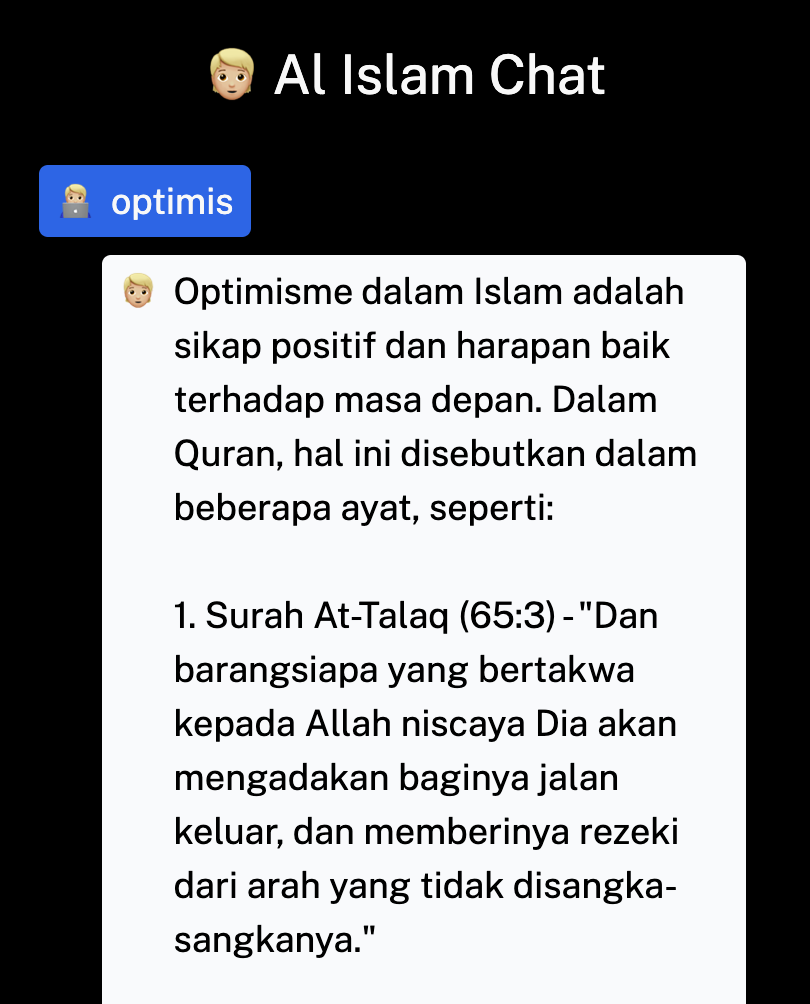 Al Islam Chat
optimis
Optimisme dalam Islam adalah
sikap positif dan harapan baik
terhadap masa depan. Dalam
Quran, hal ini disebutkan dalam
beberapa ayat, seperti:
1. Surah At-Talaq (65:3) - "Dan
barangsiapa yang bertakwa
kepada Allah niscaya Dia akan
mengadakan baginya jalan
keluar, dan memberinya rezeki
dari arah yang tidak disangka-
sangkanya."